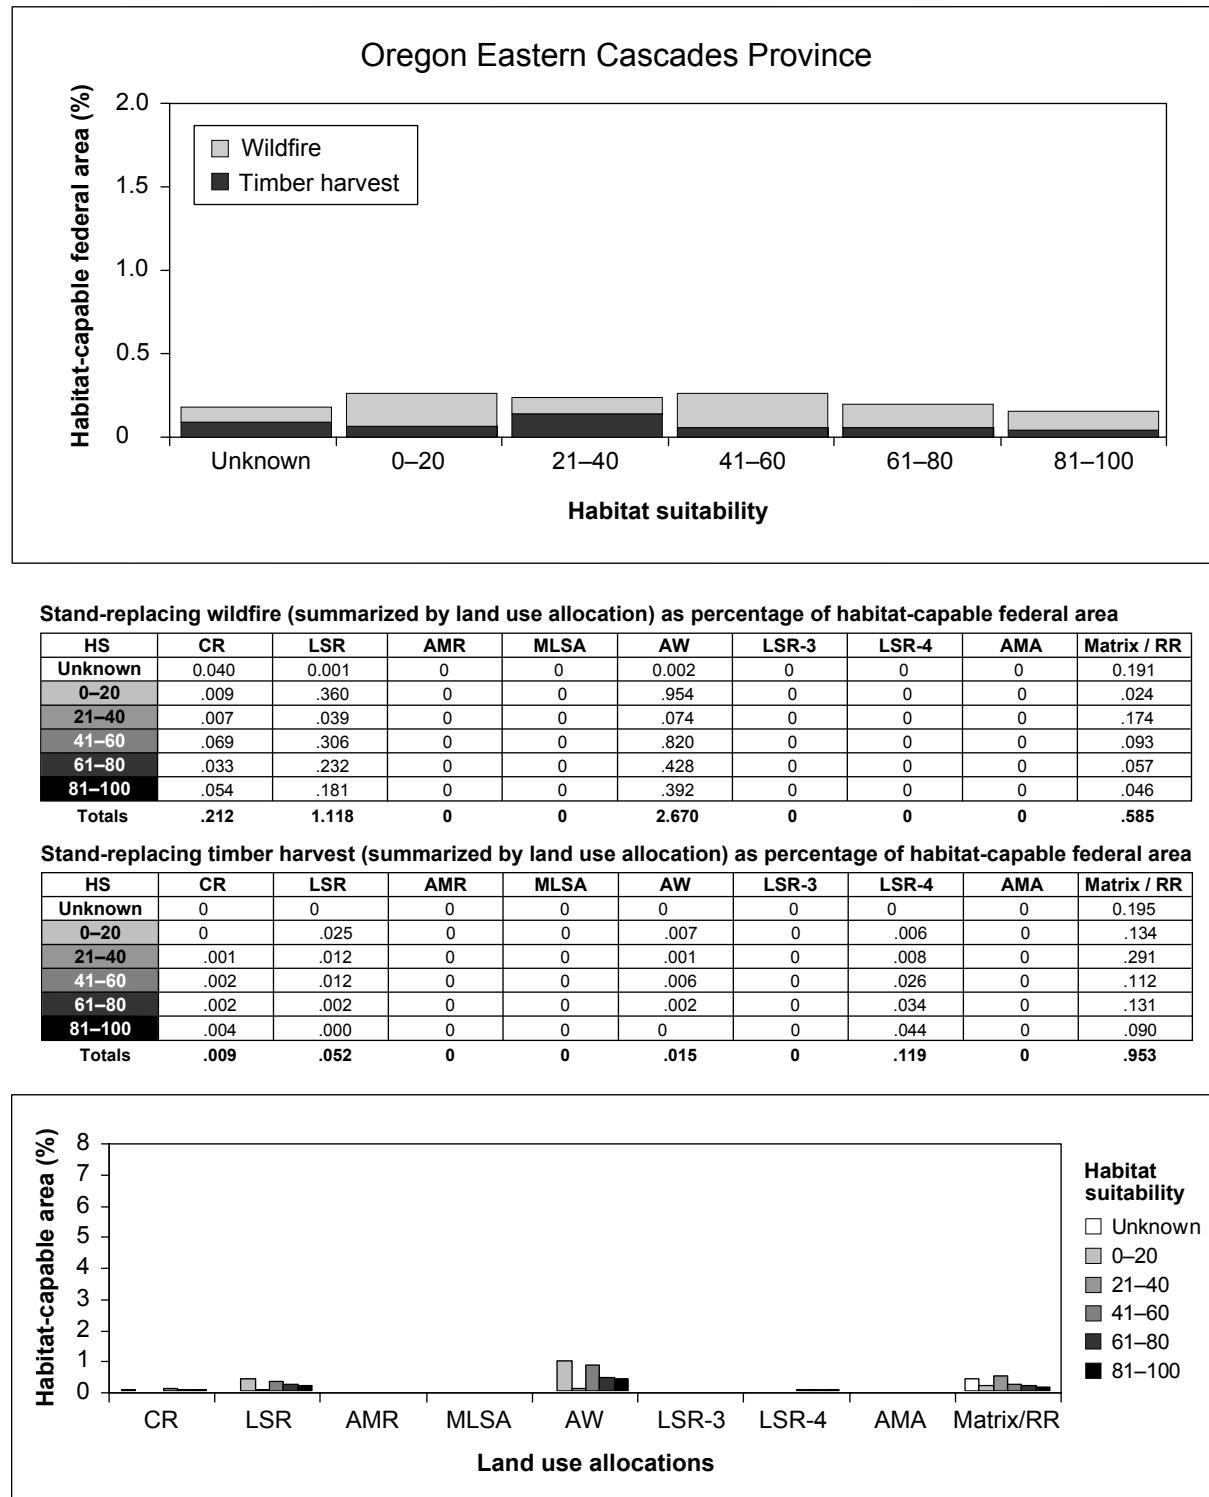 Oregon Eastern Cascades Province
Habitat-capable federal area (%)
2.0
1.5
1.0
0.5
0
Wildfire
Timber harvest
Unknown 0–20 21–40 41–60 61–80 81–100
Habitat suitability
Stand-replacing wildfire (summarized by land use allocation) as percentage of habitat-capable federal area
HS CR LSR AMR MLSA AW LSR-3 LSR-4 AMA Matrix / RR
Unknown 0.040 0.001 0 0 0.002 0 0 0 0.191
0–20 .009 .360 0 0 .954 0 0 0 .024
21–40 .007 .039 0 0 .074 0 0 0 .174
41–60 .069 .306 0 0 .820 0 0 0 .093
61–80 .033 .232 0 0 .428 0 0 0 .057
81–100 .054 .181 0 0 .392 0 0 0 .046
Totals .212 1.118 0 0 2.670 0 0 0 .585
Stand-replacing timber harvest (summarized by land use allocation) as percentage of habitat-capable federal area
HS CR LSR AMR MLSA AW LSR-3 LSR-4 AMA Matrix / RR
Unknown 0 0 0 0 0 0 0 0 0.195
0–20 0 .025 0 0 .007 0 .006 0 .134
21–40 .001 .012 0 0 .001 0 .008 0 .291
41–60 .002 .012 0 0 .006 0 .026 0 .112
61–80 .002 .002 0 0 .002 0 .034 0 .131
81–100 .004 .000 0 0 0 0 .044 0 .090
Totals .009 .052 0 0 .015 0 .119 0 .953
Habitat-capable area (%)
8
7
6
5
4
3
2
1
0
CR LSR AMR MLSA AW LSR-3 LSR-4 AMA Matrix/RR
Land use allocations
Habitat
suitability
Unknown
0–20
21–40
41–60
61–80
81–100